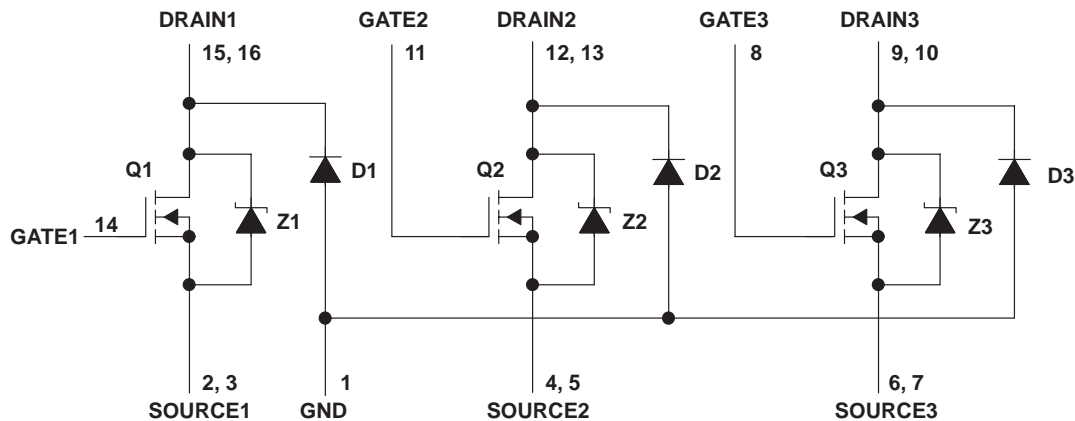 DRAIN1 GATE2 DRAIN2 GATE3 DRAIN3
15, 16 11 12, 13 8 9, 10
Q1 D1 Q2 D2 Q3 D3
14 Z1 Z2 Z3
GATE1
2, 3 1 4, 5 6, 7
SOURCE1 GND SOURCE2 SOURCE3